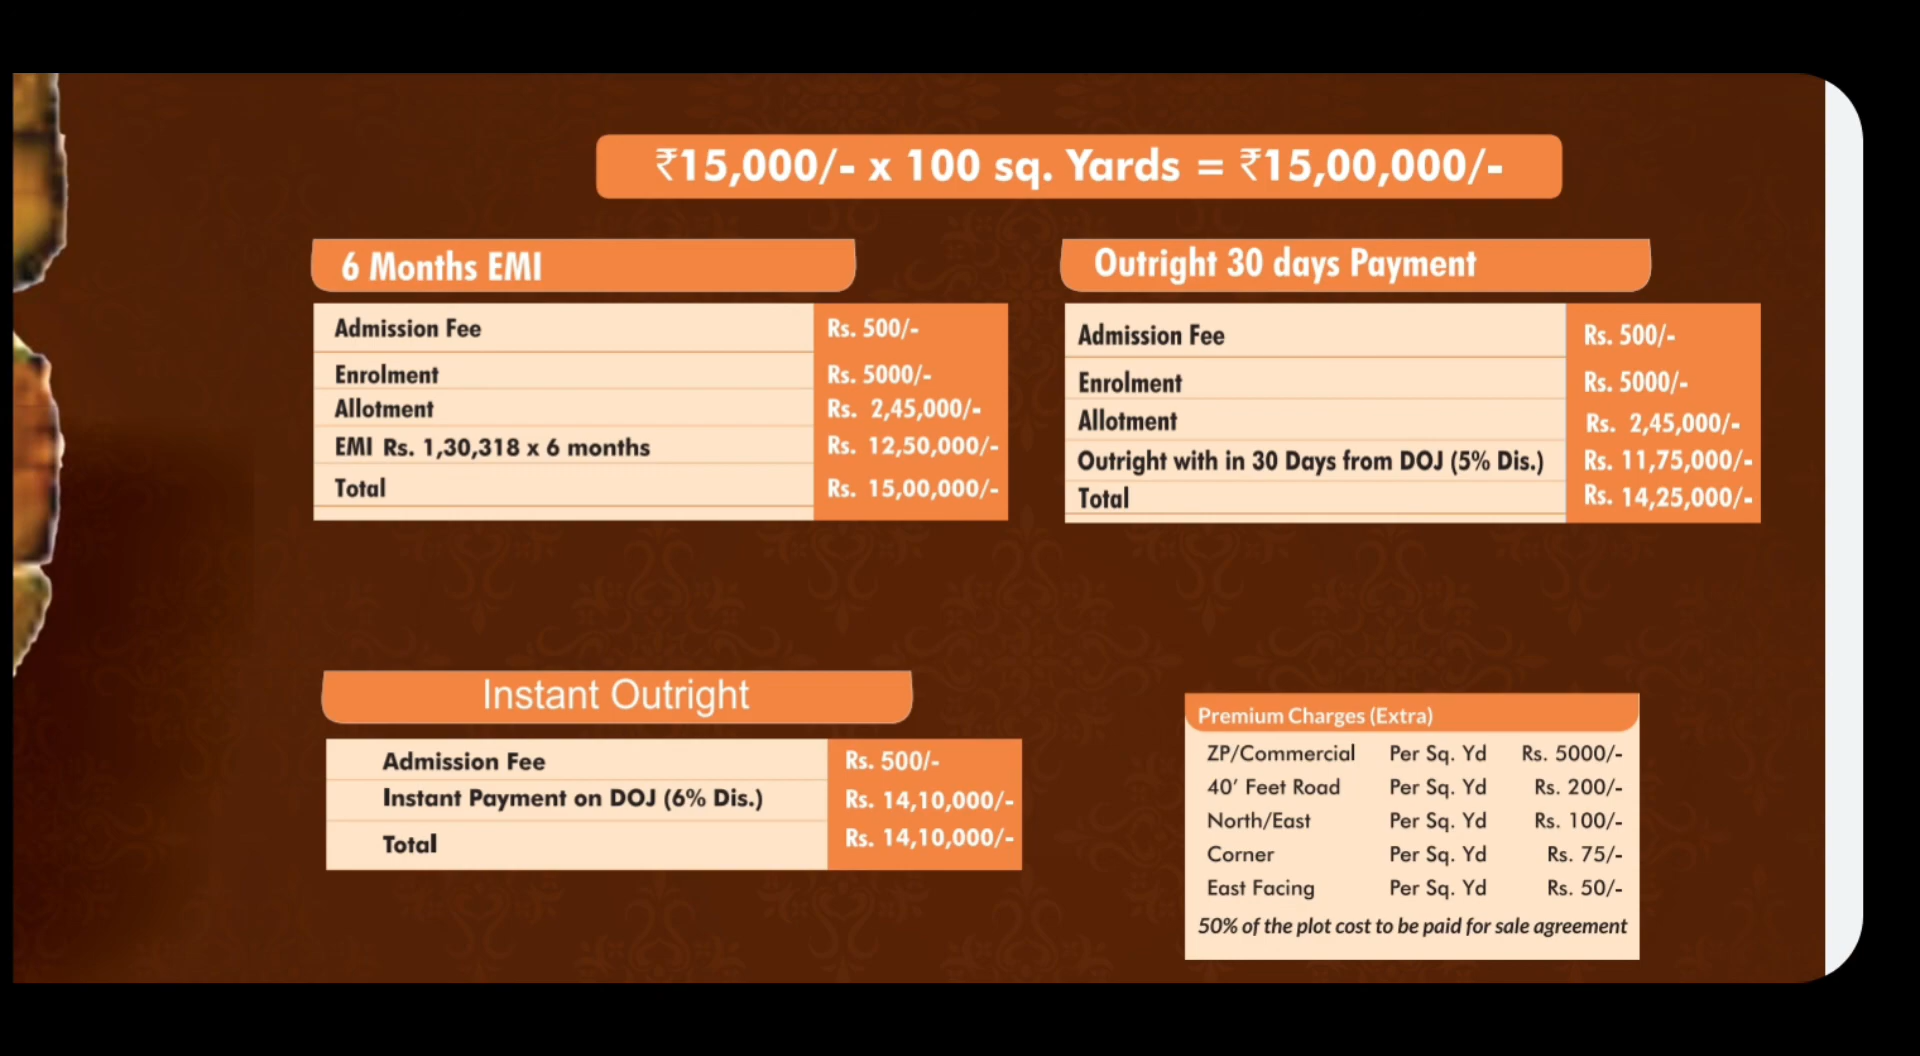 ₹15,000/- x 100 sq. Yards = ₹15,00,000/-
6 Months EMI
Admission Fee Rs. 500/-
Enrolment Rs. 5000/-
Allotment Rs. 2,45,000/-
EMI Rs. 1,30,318 x 6 months Rs. 12,50,000/-
Total Rs. 15,00,000/-
Outright 30 days Payment
Admission Fee Rs. 500/-
Enrolment Rs. 5000/-
Allotment Rs. 2,45,000/-
Outright with in 30 Days from DOJ (5% Dis.) Rs. 11,75,000/-
Total Rs. 14,25,000/-
Instant Outright
Admission Fee Rs. 500/-
Instant Payment on DOJ (6% Dis.) Rs. 14,10,000/-
Total Rs. 14,10,000/-
Premium Charges (Extra)
ZP/Commercial Per Sq. Yd Rs. 5000/-
40’ Feet Road Per Sq. Yd Rs. 200/-
North/East Per Sq. Yd Rs. 100/-
Corner Per Sq. Yd Rs. 75/-
East Facing Per Sq. Yd Rs. 50/-
50% of the plot cost to be paid for sale agreement